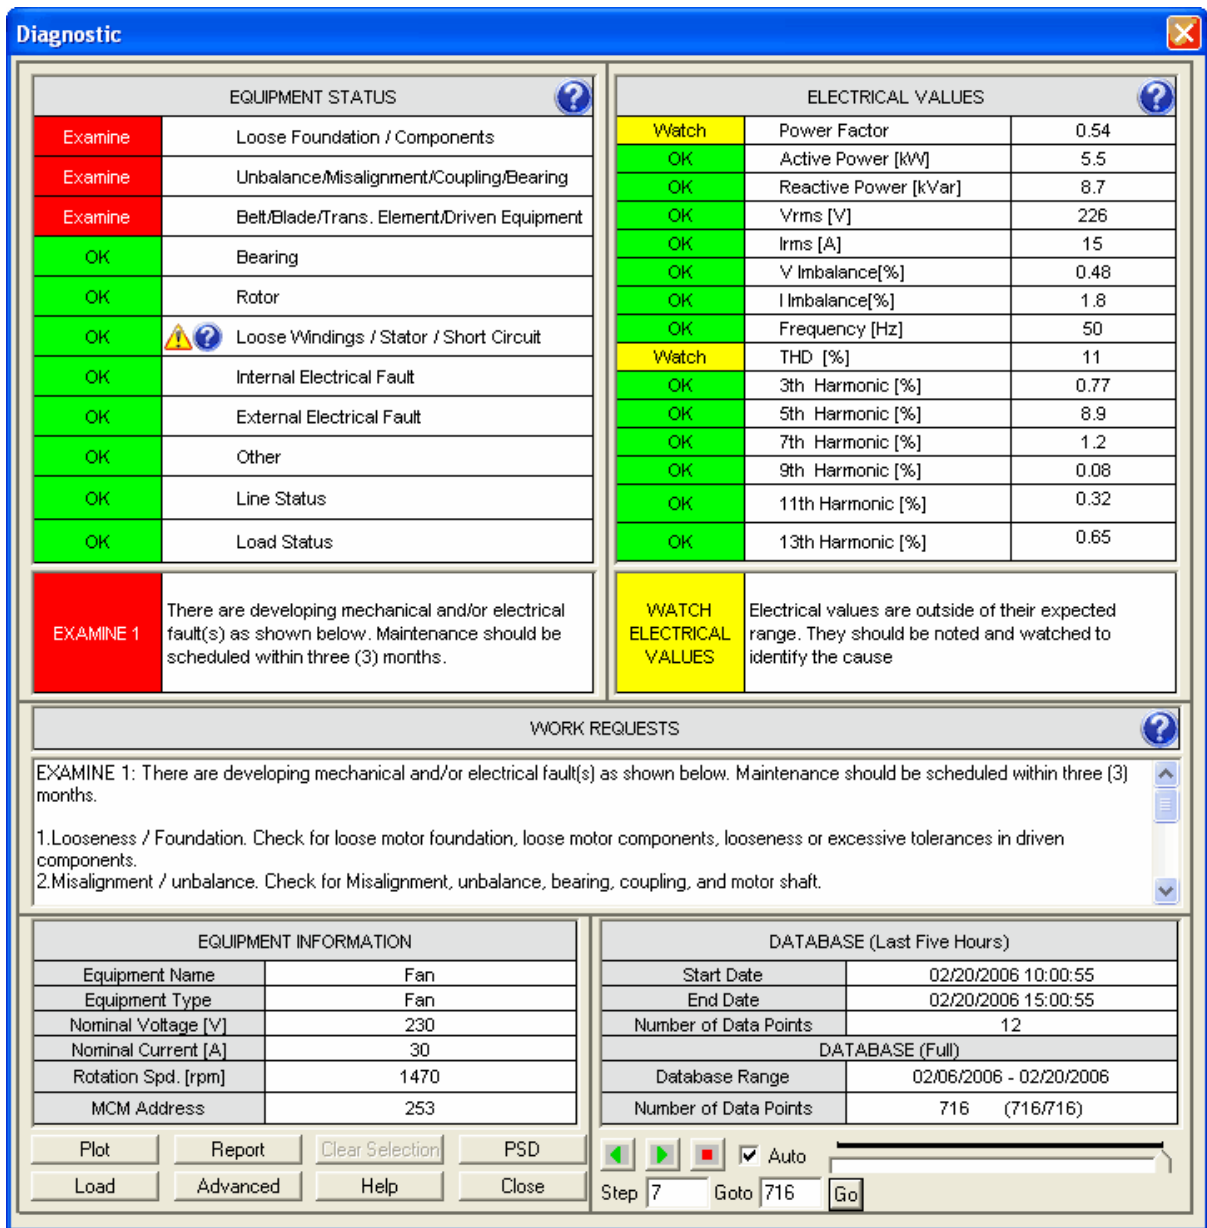 Diagnostic
EQUIPMENT STATUS
Examine Loose Foundation / Components
Examine Unbalance/Misalignment/Coupling/Bearing
Examine Belt/Blade/Trans. Element/Driven Equipment
OK Bearing
OK Rotor
OK Loose Windings / Stator / Short Circuit
OK Internal Electrical Fault
OK External Electrical Fault
OK Other
OK Line Status
OK Load Status
EXAMINE 1
There are developing mechanical and/or electrical
fault(s) as shown below. Maintenance should be
scheduled within three (3) months.
ELECTRICAL VALUES
Watch Power Factor 0.54
OK Active Power [kW] 5.5
OK Reactive Power [kVar] 8.7
OK Vrms [V] 226
OK Irms [A] 15
OK V Imbalance[%] 0.48
OK I Imbalance[%] 1.8
OK Frequency [Hz] 50
Watch THD [%] 11
OK 3th Harmonic [%] 0.77
OK 5th Harmonic [%] 8.9
OK 7th Harmonic [%] 1.2
OK 9th Harmonic [%] 0.08
OK 11th Harmonic [%] 0.32
OK 13th Harmonic [%] 0.65
WATCH
ELECTRICAL
VALUES
Electrical values are outside of their expected
range. They should be noted and watched to
identify the cause
WORK REQUESTS
EXAMINE 1: There are developing mechanical and/or electrical fault(s) as shown below. Maintenance should be scheduled within three (3)
months.
1.Looseness / Foundation. Check for loose motor foundation, loose motor components, looseness or excessive tolerances in driven
components.
2.Misalignment / unbalance. Check for Misalignment, unbalance, bearing, coupling, and motor shaft.
EQUIPMENT INFORMATION
Equipment Name Fan
Equipment Type Fan
Nominal Voltage [V] 230
Nominal Current [A] 30
Rotation Spd. [rpm] 1470
MCM Address 253
Plot Report Clear Selection PSD
Load Advanced Help Close
DATABASE (Last Five Hours)
Start Date 02/20/2006 10:00:55
End Date 02/20/2006 15:00:55
Number of Data Points 12
DATABASE (Full)
Database Range 02/06/2006 - 02/20/2006
Number of Data Points 716 (716/716)
Auto
Step 7 Goto 716 Go